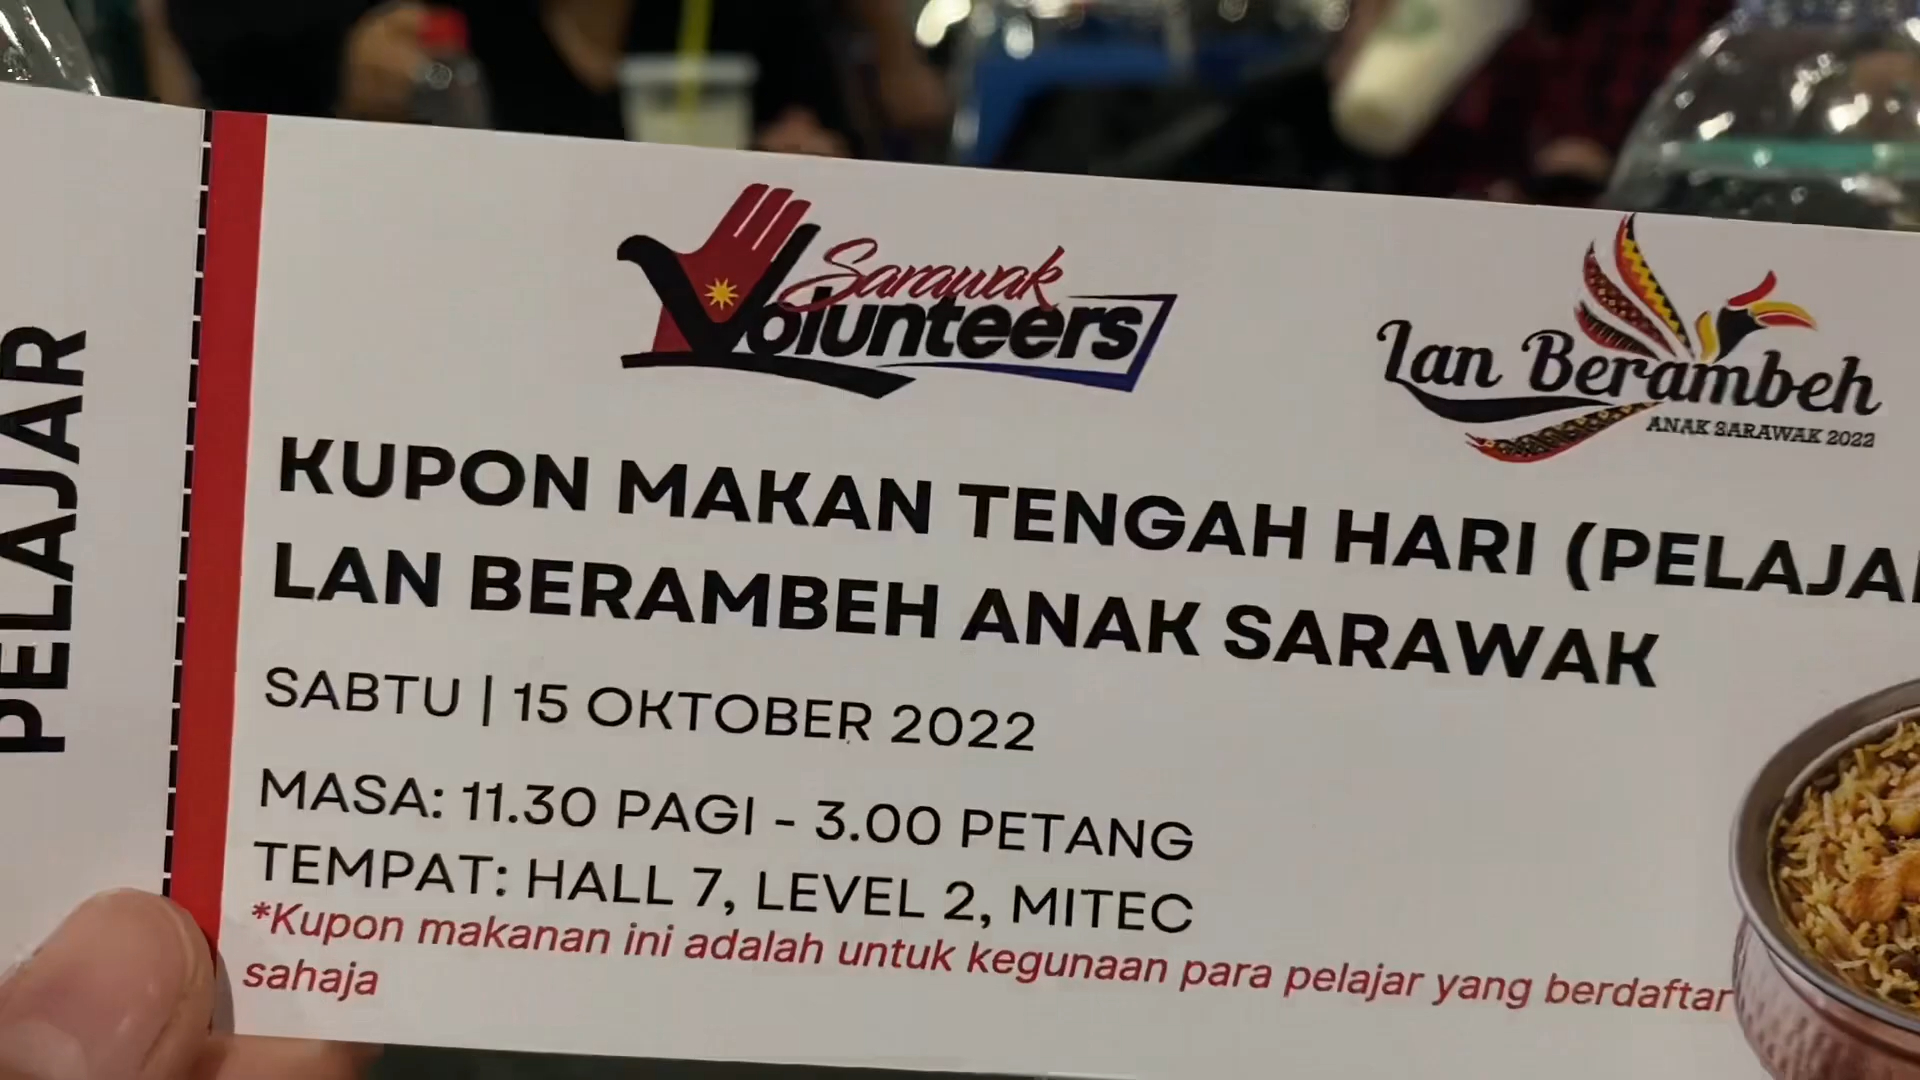 PELAJAR
Sarawak
Volunteers
Lan Berambeh
ANAK SARAWAK 2022
KUPON MAKAN TENGAH HARI (PELAJA
LAN BERAMBEH ANAK SARAWAK
SABTU | 15 OKTOBER 2022
MASA: 11.30 PAGI - 3.00 PETANG
TEMPAT: HALL 7, LEVEL 2, MITEC
*Kupon makanan ini adalah untuk kegunaan para pelajar yang berdaftar
sahaja